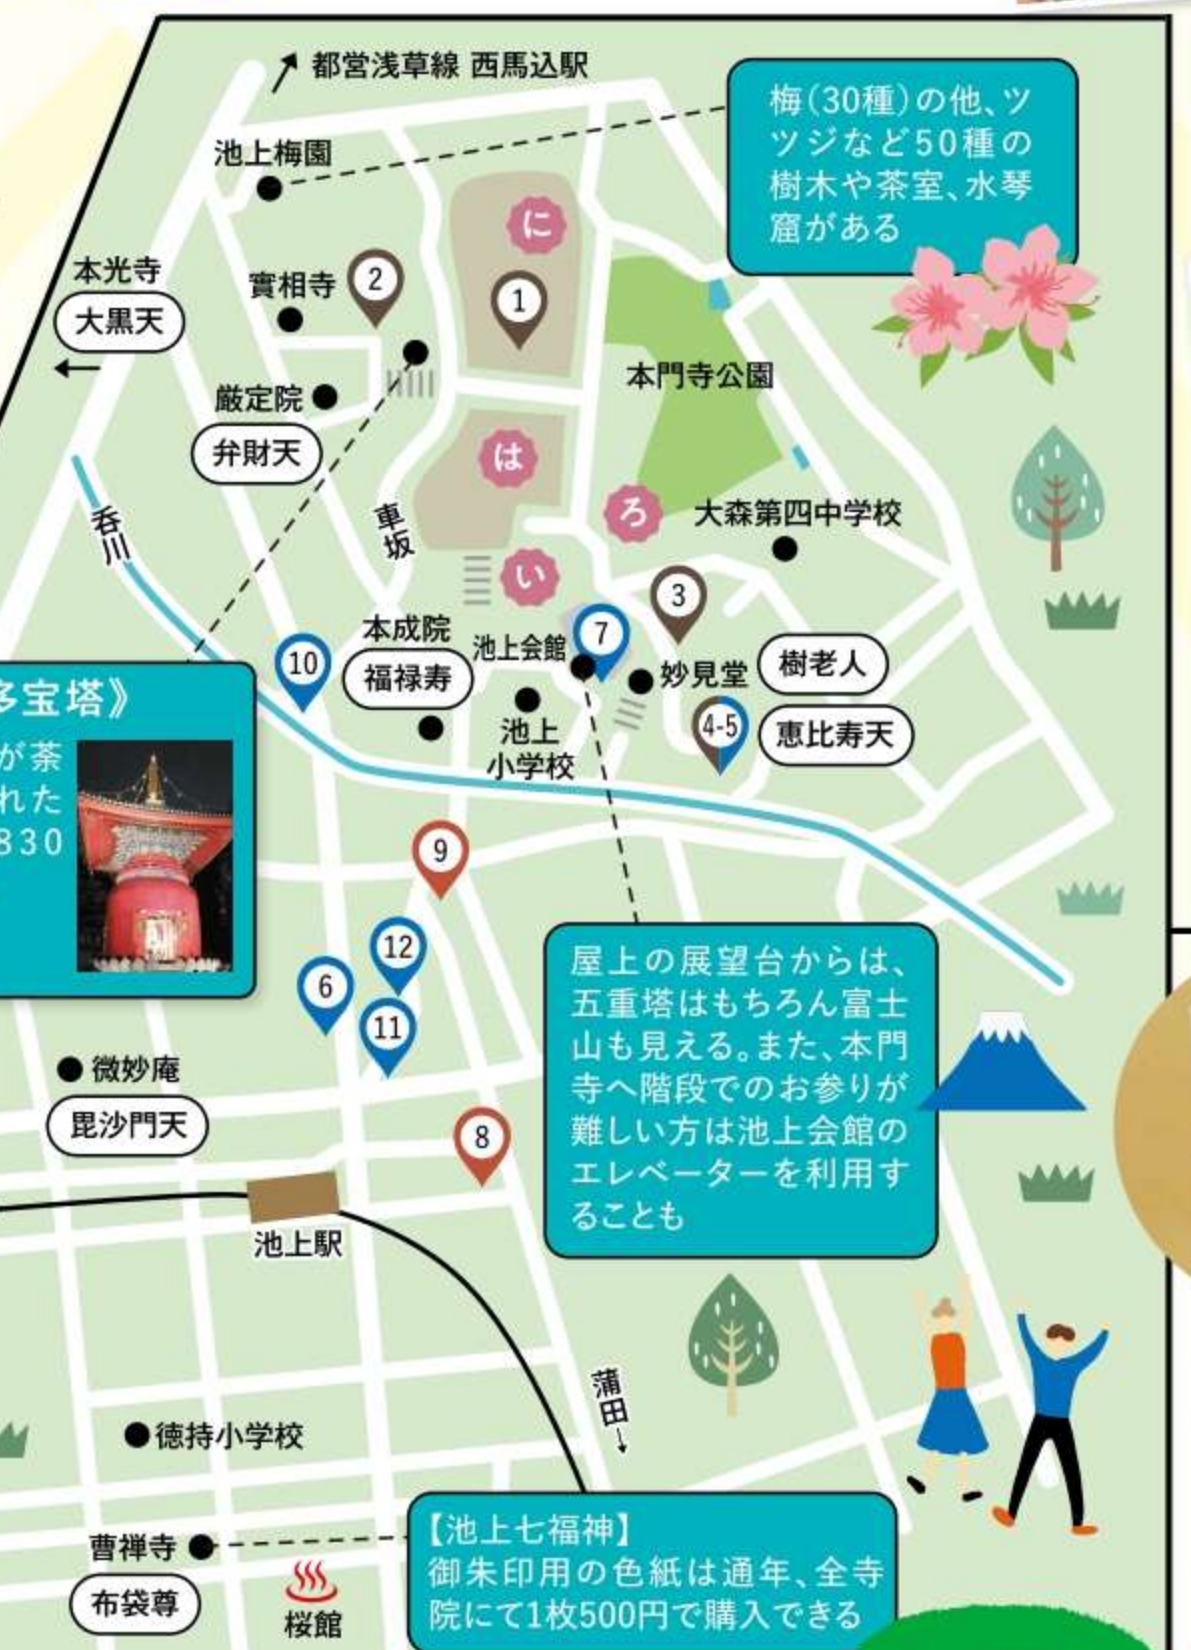 都営浅草線 西馬込駅
梅(30種)の他、ツ
ツジなど50種の
樹木や茶室、水琴
窟がある
池上梅園
に
本光寺
大黒天
實相寺
2
1
本門寺公園
厳定院
弁財天
は
呑川
車坂
ろ
大森第四中学校
い
3
本成院
福禄寿
池上会館
7
10
妙見堂
樹老人
4-5
恵比寿天
池上
小学校
多宝塔》
が茶
れた
830
9
12
6
11
屋上の展望台からは、
五重塔はもちろん富士
山も見える。また、本門
寺へ階段でのお参りが
難しい方は池上会館の
エレベーターを利用す
ることも
微妙庵
毘沙門天
8
池上駅
蒲田
徳持小学校
曹禅寺
布袋尊
桜館
【池上七福神】
御朱印用の色紙は通年、全寺
院にて1枚500円で購入できる